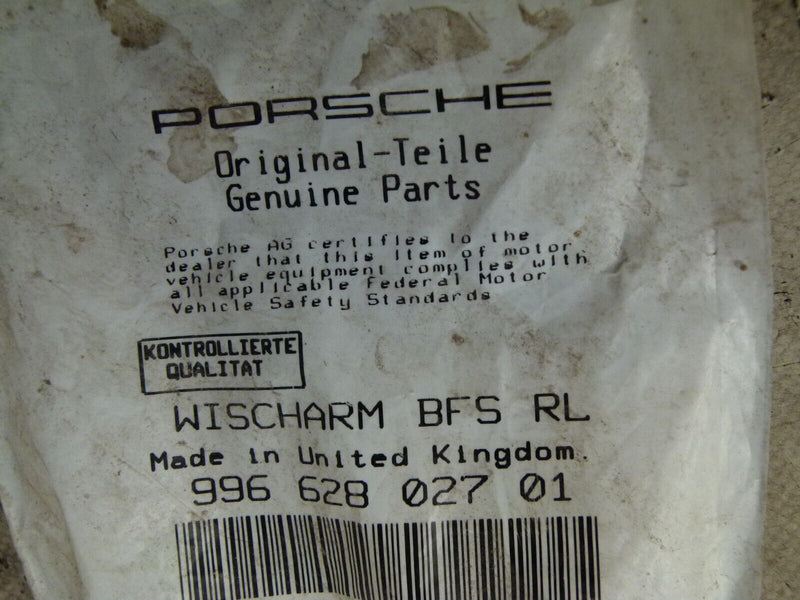 PORSCHE
Original-Teile
Genuine Parts
Porsche AG certifies to the
dealer that this item of motor
vehicle equipment complies with
all applicable Federal Motor
Vehicle Safety Standards
KONTROLLIERTE
QUALITAT
WISCHARM BFS RL
Made in United Kingdom.
996 628 027 01